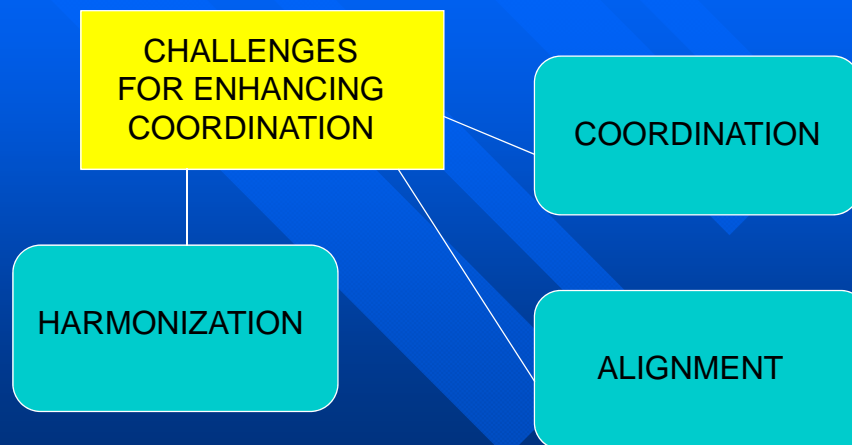 CHALLENGES
FOR ENHANCING
COORDINATION
COORDINATION
HARMONIZATION
ALIGNMENT